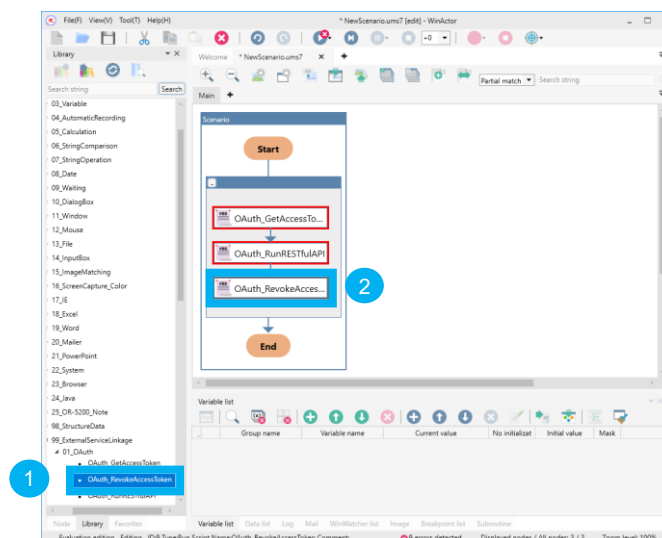 File(F) View(V) Tool(T) Help(H)
* NewScenario.ums7 [edit] - WinActor
Library
Welcome * NewScenario.ums7
Search string Search
Partial match Search string
Main
03_Variable
04_AutomaticRecording
05_Calculation
06_StringComparison
07_StringOperation
08_Date
09_Waiting
10_DialogBox
11_Window
12_Mouse
13_File
14_InputBox
15_ImageMatching
16_ScreenCapture_Color
17_IE
18_Excel
19_Word
20_Mailer
21_PowerPoint
22_System
23_Browser
24_Java
25_OR-5200_Note
98_StructureData
99_ExternalServiceLinkage
01_OAuth
OAuth_GetAccessToken
1
OAuth_RevokeAccessToken
OAuth_RunRESTfulAPI
Node Library Favorites
Scenario
Start
OAuth_GetAccessTo...
OAuth_RunRESTfulAPI
OAuth_RevokeAcces...
2
End
Variable list
Group name Variable name Current value No initializat Initial value Mask
Variable list Data list Log Mail WinWatcher list Image Breakpoint list Subroutine